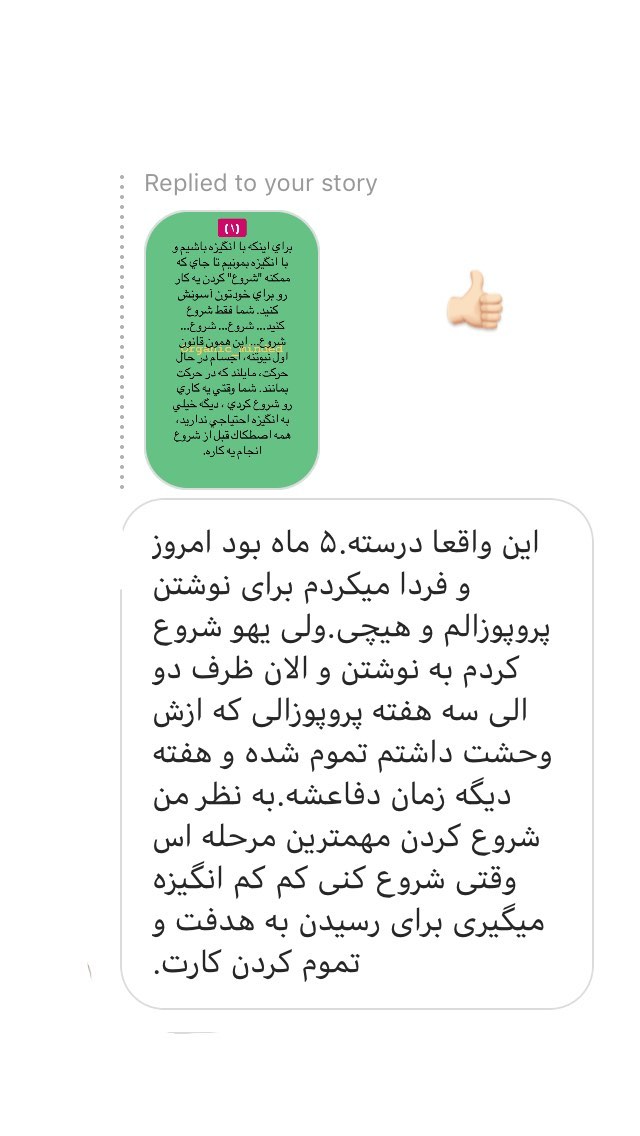 Replied to your story
(۱)
براي اينكه با انگيزه باشيم و
با انگيزه بمونيم تا جاي كه
ممكنه "شروع" كردن يه كار
رو براي خودتون آسونش
كنيد. شما فقط شروع
كنيد... شروع... شروع...
شروع... اين همون قانون
اول نيوتنه، اجسام در حال
حركت، مايلند كه در حركت
بمانند. شما وقتي يه كاري
رو شروع كردي، ديگه خيلي
به انگيزه احتياجي نداريد،
همه اصطكاك قبل از شروع
انجام يه كاره.
organic_minded
این واقعا درسته.۵ ماه بود امروز
و فردا میکردم برای نوشتن
پروپوزالم و هیچی.ولی یهو شروع
کردم به نوشتن و الان ظرف دو
الی سه هفته پروپوزالی که ازش
وحشت داشتم تموم شده و هفته
دیگه زمان دفاعشه.به نظر من
شروع کردن مهمترین مرحله اس
وقتی شروع کنی کم کم انگیزه
میگیری برای رسیدن به هدفت و
تموم کردن کارت.